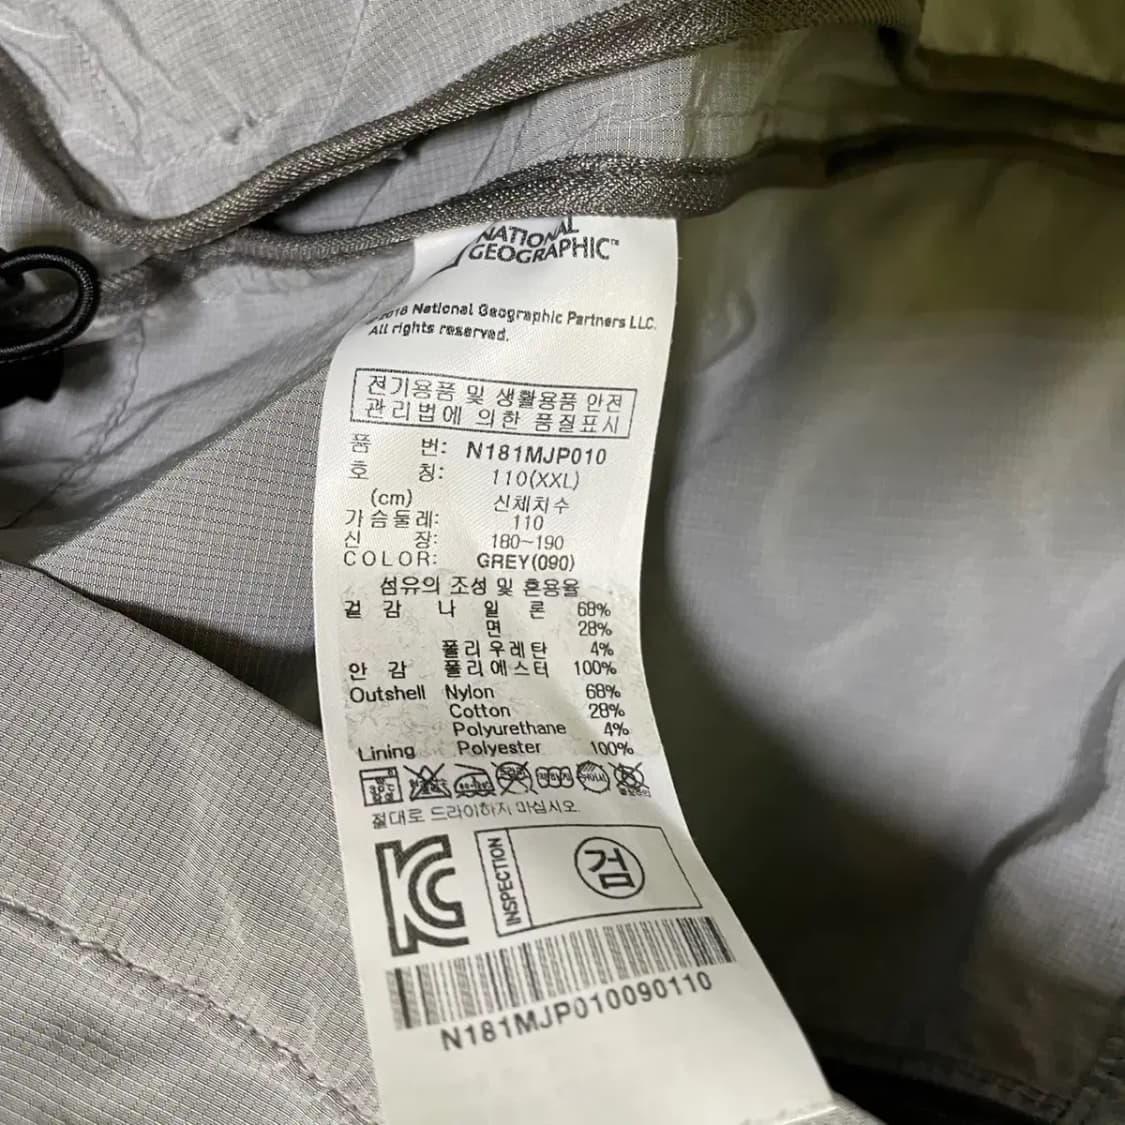 NATIONAL
GEOGRAPHIC™
2018 National Geographic Partners LLC.
All rights reserved.
전기용품 및 생활용품 안전
관리법에 의한 품질표시
품 번: N181MJP010
호 칭: 110(XXL)
(cm) 신체치수
가슴둘레: 110
신 장: 180~190
COLOR: GREY(090)
섬유의 조성 및 혼용율
겉 감 나 일 론 68%
면 28%
폴리우레탄 4%
안 감 폴리에스터 100%
Outshell Nylon 68%
Cotton 28%
Polyurethane 4%
Lining Polyester 100%
절대로 드라이하지 마십시오.
KC
INSPECTION
검
N181MJP010090110